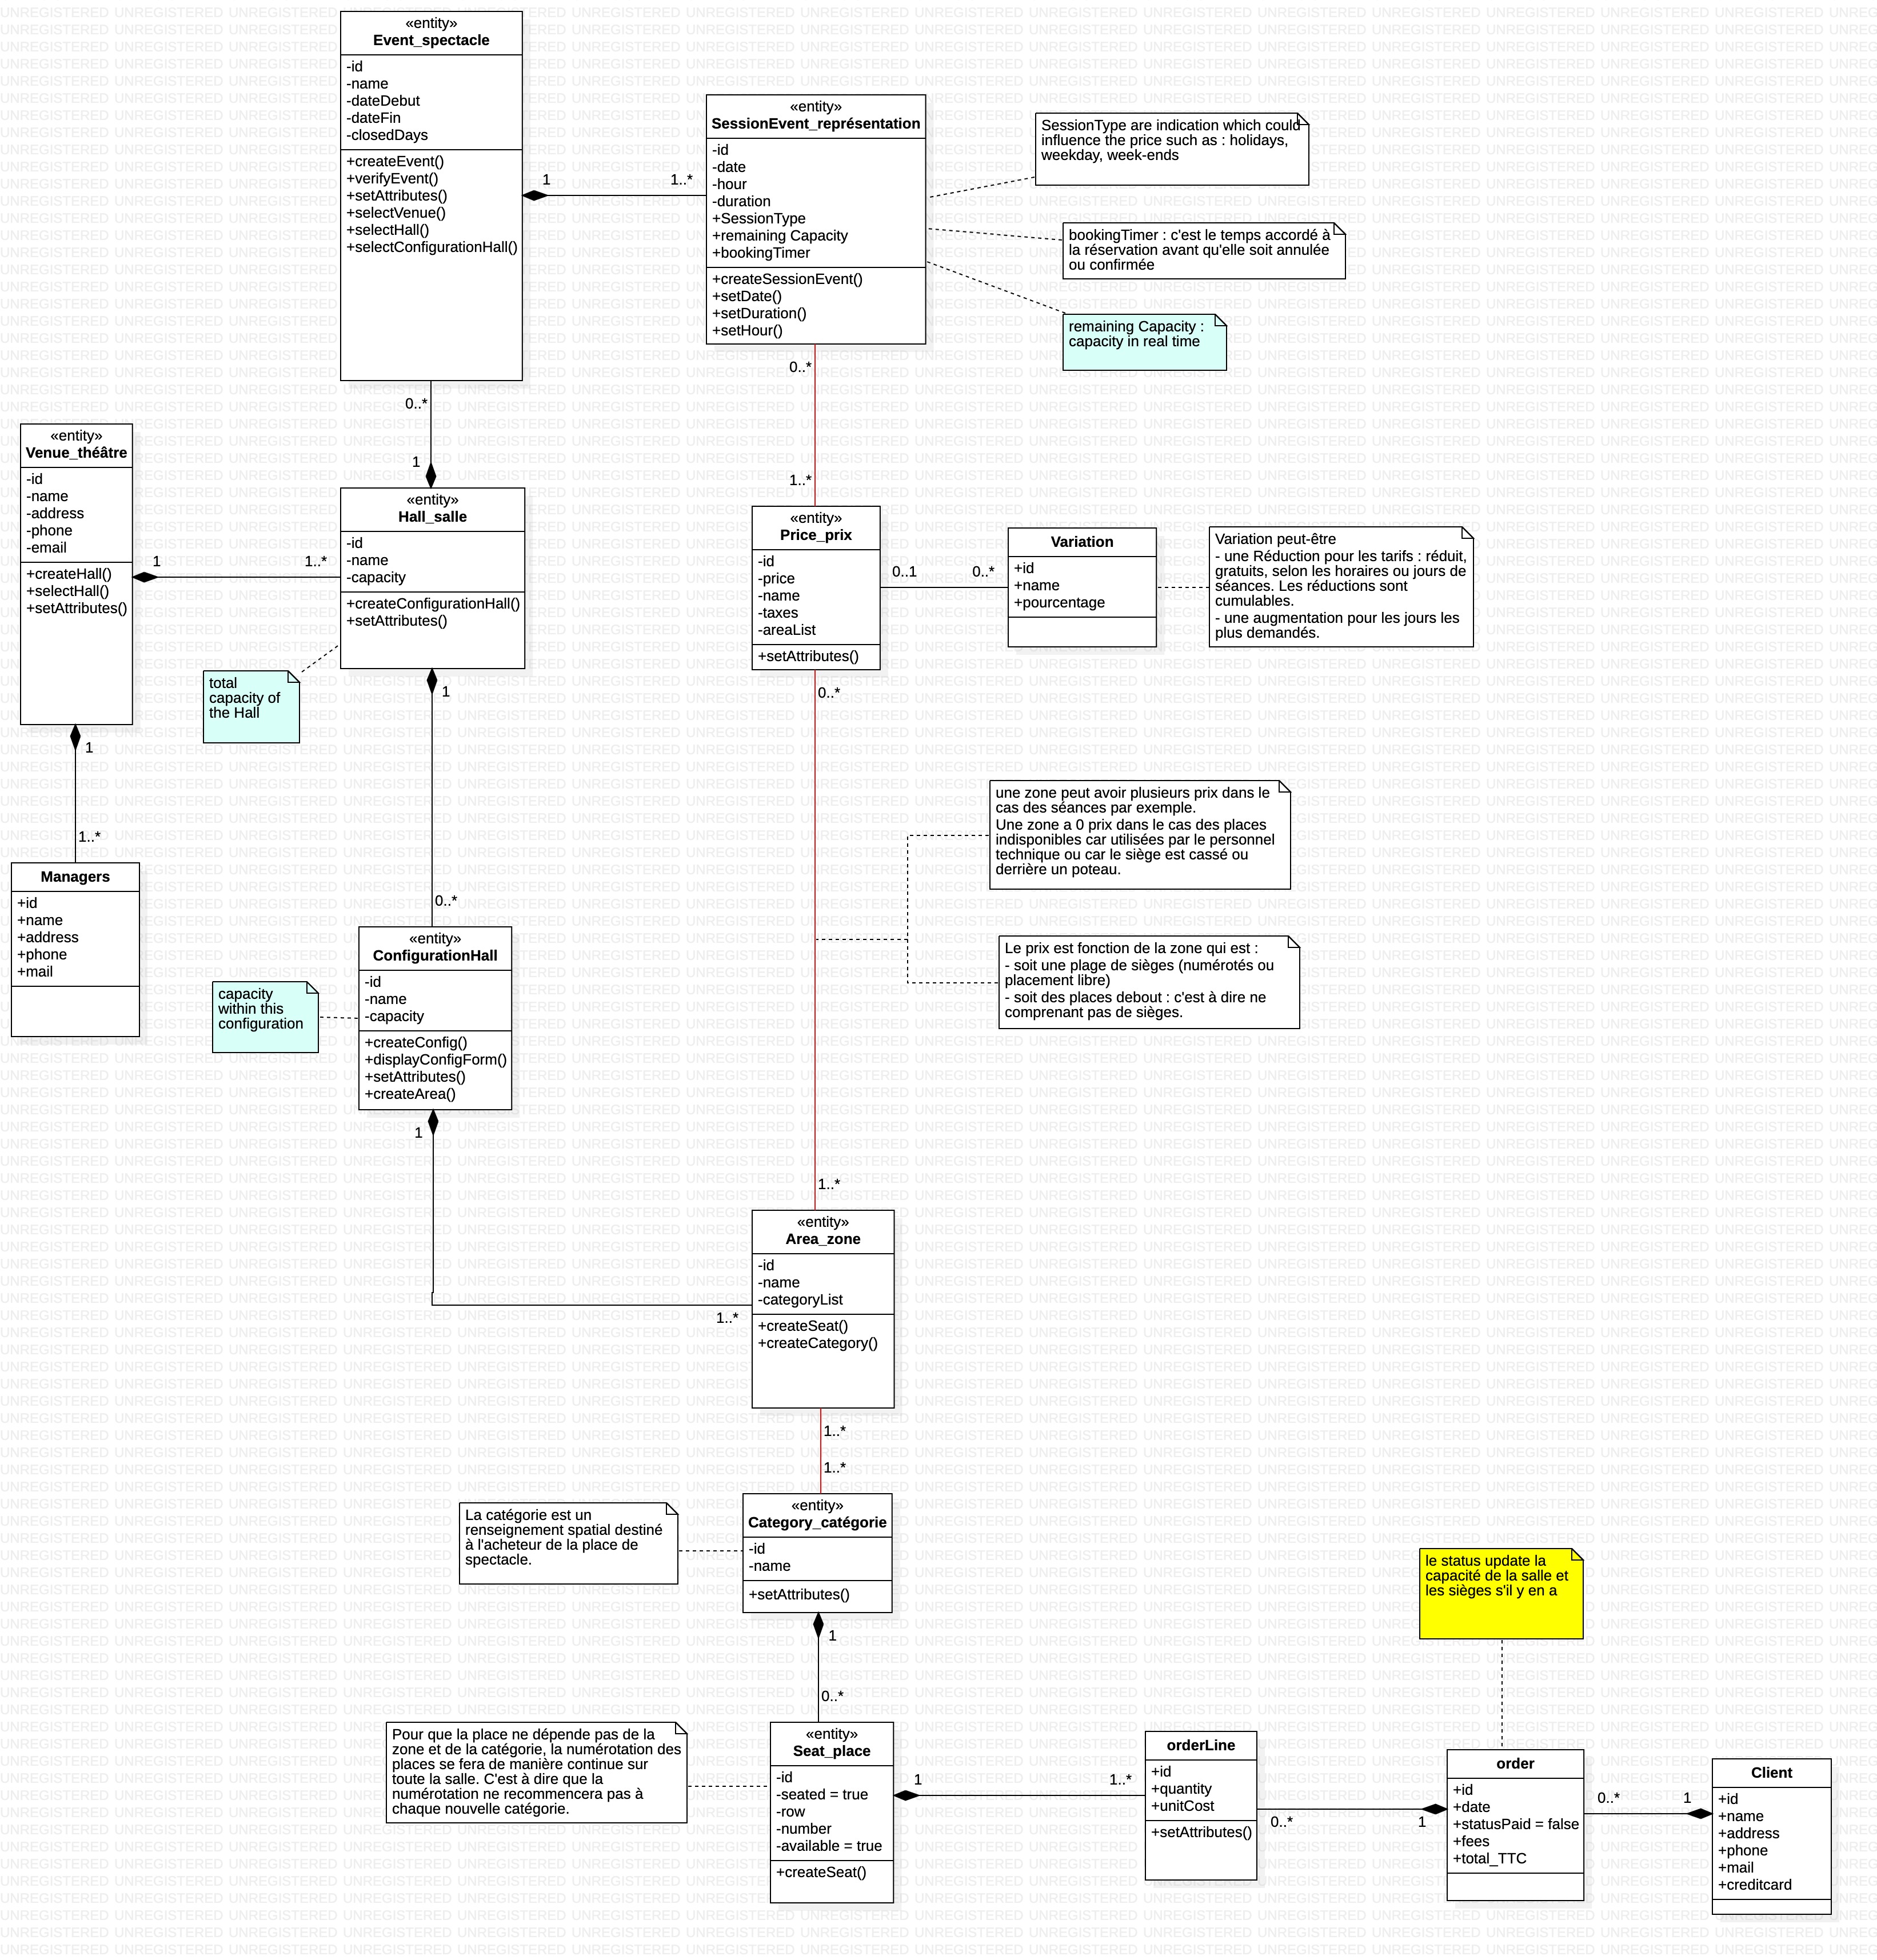 «entity»
Event_spectacle
-id
-name
-dateDebut
-dateFin
-closedDays
+createEvent()
+verifyEvent()
+setAttributes()
+selectVenue()
+selectHall()
+selectConfigurationHall()
1
1..*
«entity»
SessionEvent_représentation
-id
-date
-hour
-duration
+SessionType
+remaining Capacity
+bookingTimer
+createSessionEvent()
+setDate()
+setDuration()
+setHour()
SessionType are indication which could
influence the price such as : holidays,
weekday, week-ends
bookingTimer : c'est le temps accordé à
la réservation avant qu'elle soit annulée
ou confirmée
remaining Capacity :
capacity in real time
0..*
1
0..*
1..*
«entity»
Venue_théâtre
-id
-name
-address
-phone
-email
+createHall()
+selectHall()
+setAttributes()
1
1..*
«entity»
Hall_salle
-id
-name
-capacity
+createConfigurationHall()
+setAttributes()
total
capacity of
the Hall
«entity»
Price_prix
-id
-price
-name
-taxes
-areaList
+setAttributes()
0..1
0..*
Variation
+id
+name
+pourcentage
Variation peut-être
- une Réduction pour les tarifs : réduit,
gratuits, selon les horaires ou jours de
séances. Les réductions sont
cumulables.
- une augmentation pour les jours les
plus demandés.
1
1..*
1
0..*
0..*
1..*
Managers
+id
+name
+address
+phone
+mail
une zone peut avoir plusieurs prix dans le
cas des séances par exemple.
Une zone a 0 prix dans le cas des places
indisponibles car utilisées par le personnel
technique ou car le siège est cassé ou
derrière un poteau.
Le prix est fonction de la zone qui est :
- soit une plage de sièges (numérotés ou
placement libre)
- soit des places debout : c'est à dire ne
comprenant pas de sièges.
capacity
within this
configuration
«entity»
ConfigurationHall
-id
-name
-capacity
+createConfig()
+displayConfigForm()
+setAttributes()
+createArea()
1
1..*
«entity»
Area_zone
-id
-name
-categoryList
+createSeat()
+createCategory()
1..*
1..*
La catégorie est un
renseignement spatial destiné
à l'acheteur de la place de
spectacle.
«entity»
Category_catégorie
-id
-name
+setAttributes()
1
0..*
le status update la
capacité de la salle et
les sièges s'il y en a
Pour que la place ne dépende pas de la
zone et de la catégorie, la numérotation des
places se fera de manière continue sur
toute la salle. C'est à dire que la
numérotation ne recommencera pas à
chaque nouvelle catégorie.
«entity»
Seat_place
-id
-seated = true
-row
-number
-available = true
+createSeat()
1
1..*
orderLine
+id
+quantity
+unitCost
+setAttributes()
0..*
1
order
+id
+date
+statusPaid = false
+fees
+total_TTC
0..*
1
Client
+id
+name
+address
+phone
+mail
+creditcard
UNREGISTERED